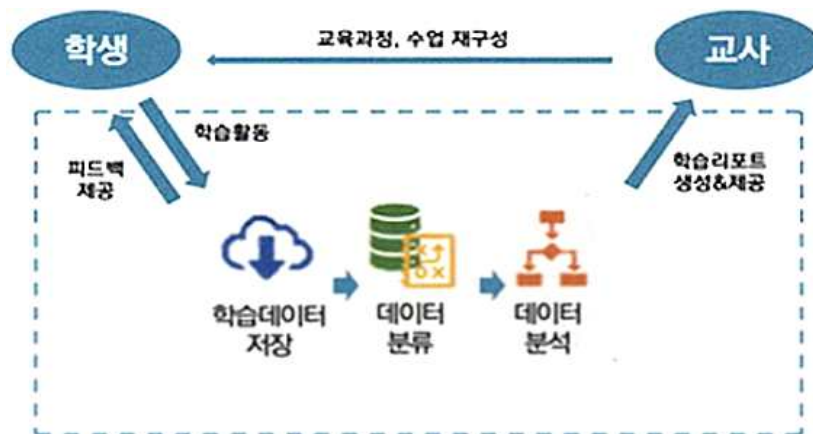 학생
교육과정, 수업 재구성
교사
학습활동
피드백
제공
학습리포트
생성&제공
학습데이터
저장
데이터
분류
데이터
분석